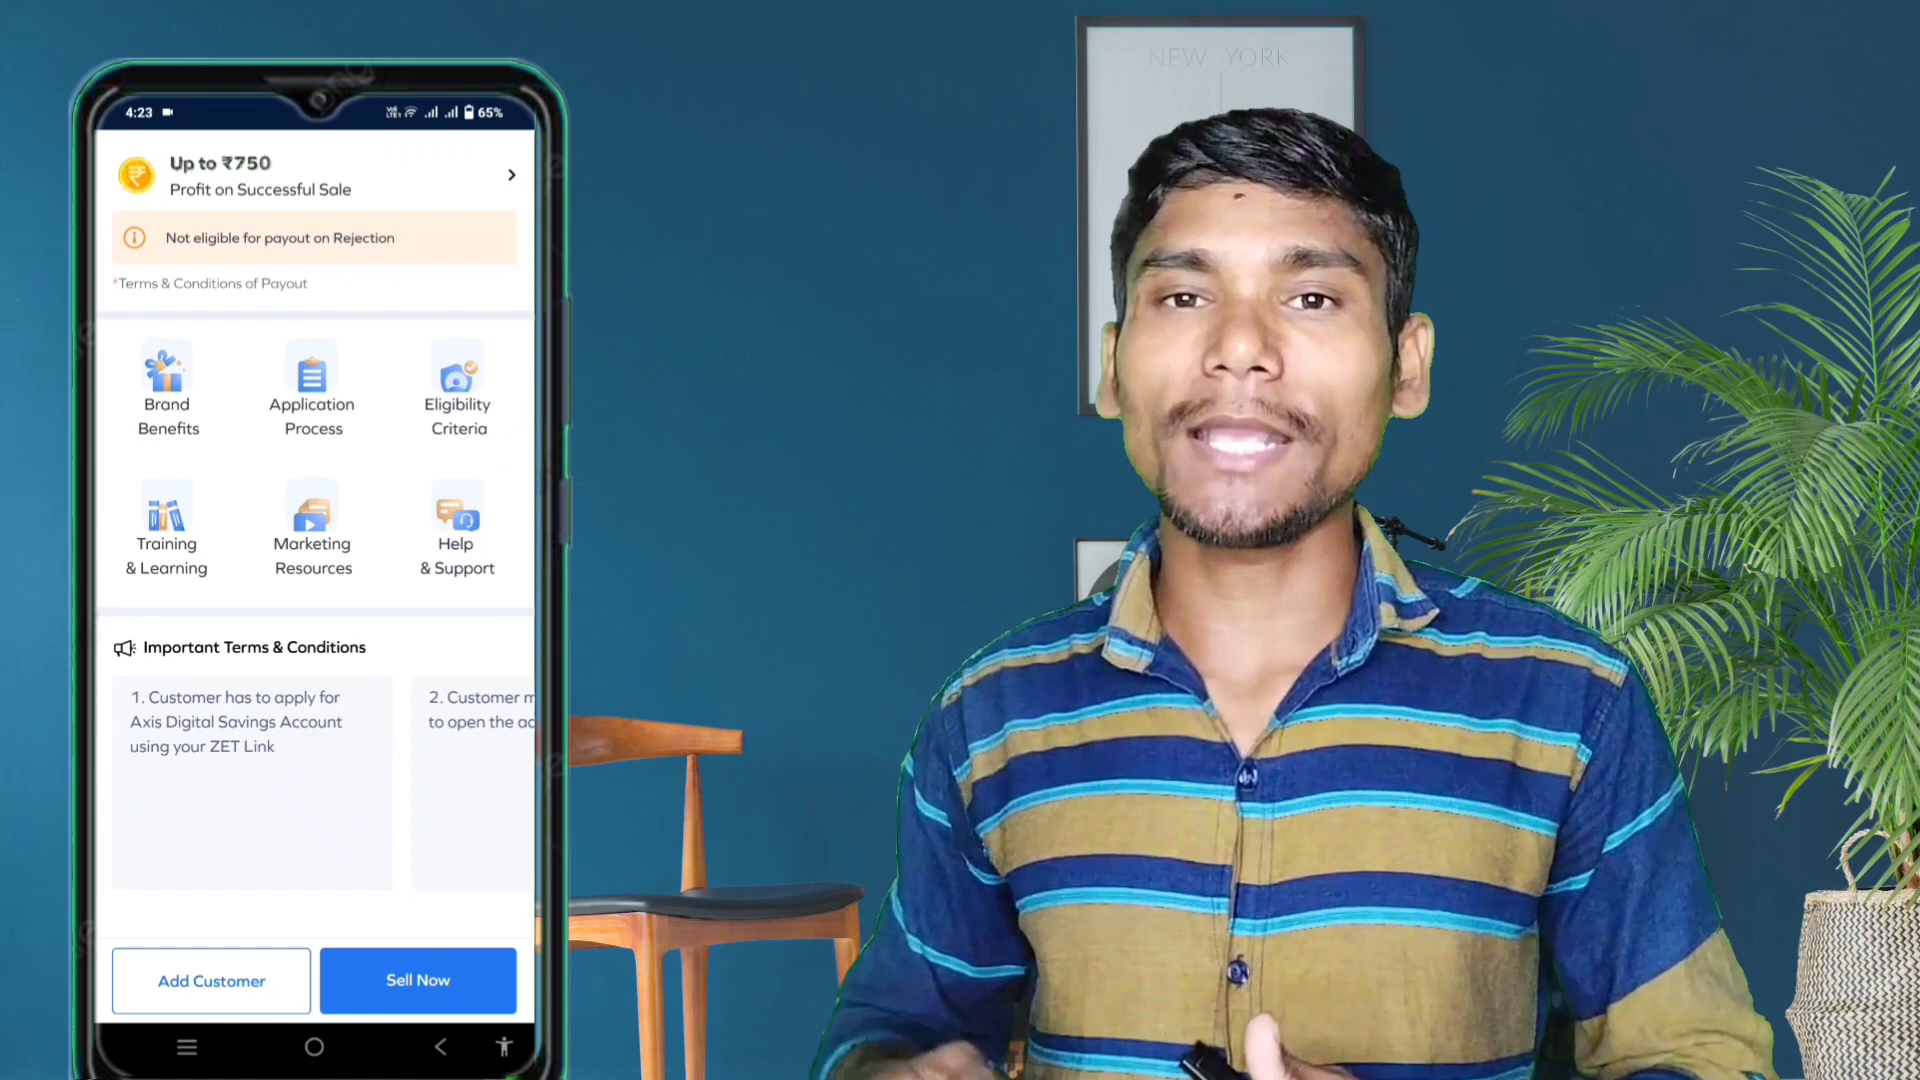 NEW YORK
4:23
65%
Up to ₹750
Profit on Successful Sale
Not eligible for payout on Rejection
*Terms & Conditions of Payout
Brand
Benefits
Application
Process
Eligibility
Criteria
Training
& Learning
Marketing
Resources
Help
& Support
Important Terms & Conditions
1. Customer has to apply for
Axis Digital Savings Account
using your ZET Link
2. Customer
to open the
Add Customer
Sell Now